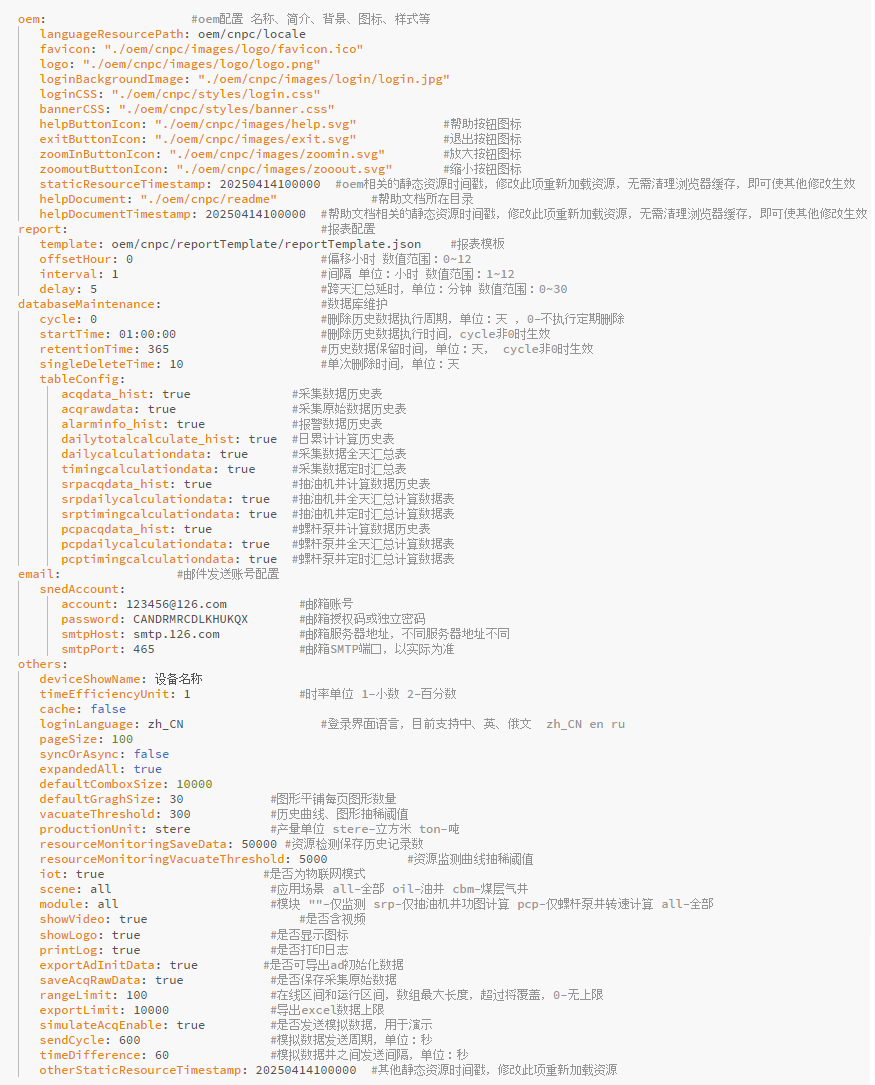 oem: #oem配置 名称、简介、背景、图标、样式等
languageResourcePath: oem/cnpc/locale
favicon: "./oem/cnpc/images/logo/favicon.ico"
logo: "./oem/cnpc/images/logo/logo.png"
loginBackgroundImage: "./oem/cnpc/images/login/login.jpg"
loginCSS: "./oem/cnpc/styles/login.css"
bannerCSS: "./oem/cnpc/styles/banner.css"
helpButtonIcon: "./oem/cnpc/images/help.svg" #帮助按钮图标
exitButtonIcon: "./oem/cnpc/images/exit.svg" #退出按钮图标
zoomInButtonIcon: "./oem/cnpc/images/zoomin.svg" #放大按钮图标
zoomoutButtonIcon: "./oem/cnpc/images/zooout.svg" #缩小按钮图标
staticResourceTimestamp: 20250414100000 #oem相关的静态资源时间戳，修改此项重新加载资源，无需清理浏览器缓存，即可使其他修改生效
helpDocument: "./cnpc/readme" #帮助文档所在目录
helpDocumentTimestamp: 20250414100000 #帮助文档相关的静态资源时间戳，修改此项重新加载资源，无需清理浏览器缓存，即可使其他修改生效
report: #报表配置
template: oem/cnpc/reportTemplate/reportTemplate.json #报表模板
offsetHour: 0 #偏移小时 数值范围：0~12
interval: 1 #间隔 单位：小时 数值范围：1~12
delay: 5 #跨天汇总延时，单位：分钟 数值范围：0~30
databaseMaintenance: #数据库维护
cycle: 0 #删除历史数据执行周期，单位：天 ，0-不执行定期删除
startTime: 01:00:00 #删除历史数据执行时间，cycle非0时生效
retentionTime: 365 #历史数据保留时间，单位：天， cycle非0时生效
singleDeleteTime: 10 #单次删除时间，单位：天
tableConfig:
acqdata_hist: true #采集数据历史表
acqrawdata: true #采集原始数据历史表
alarminfo_hist: true #报警数据历史表
dailytotalcalculate_hist: true #日累计计算历史表
dailycalculationdata: true #采集数据全天汇总表
timingcalculationdata: true #采集数据定时汇总表
srpacqdata_hist: true #抽油机井计算数据历史表
srpdailycalculationdata: true #抽油机井全天汇总计算数据表
srptimingcalculationdata: true #抽油机井定时汇总计算数据表
pcpacqdata_hist: true #螺杆泵井计算数据历史表
pcpdailycalculationdata: true #螺杆泵井全天汇总计算数据表
pcptimingcalculationdata: true #螺杆泵井定时汇总计算数据表
email: #邮件发送账号配置
snedAccount:
account: 123456@126.com #邮箱账号
password: CANDRMRCDLKHUKQX #邮箱授权码或独立密码
smtpHost: smtp.126.com #邮箱服务器地址，不同服务器地址不同
smtpPort: 465 #邮箱SMTP端口，以实际为准
others:
deviceShowName: 设备名称
timeEfficiencyUnit: 1 #时率单位 1-小数 2-百分数
cache: false
loginLanguage: zh_CN #登录界面语言，目前支持中、英、俄文 zh_CN en ru
pageSize: 100
syncOrAsync: false
expandedAll: true
defaultComboxSize: 10000
defaultGraghSize: 30 #图形平铺每页图形数量
vacuateThreshold: 300 #历史曲线、图形抽稀阈值
productionUnit: stere #产量单位 stere-立方米 ton-吨
resourceMonitoringSaveData: 50000 #资源检测保存历史记录数
resourceMonitoringVacuateThreshold: 5000 #资源监测曲线抽稀阈值
iot: true #是否为物联网模式
scene: all #应用场景 all-全部 oil-油井 cbm-煤层气井
module: all #模块 ""-仅监测 srp-仅抽油机井功图计算 pcp-仅螺杆泵井转速计算 all-全部
showVideo: true #是否含视频
showLogo: true #是否显示图标
printLog: true #是否打印日志
exportAdInitData: true #是否可导出ad初始化数据
saveAcqRawData: true #是否保存采集原始数据
rangeLimit: 100 #在线区间和运行区间，数组最大长度，超过将覆盖，0-无上限
exportLimit: 10000 #导出excel数据上限
simulateAcqEnable: true #是否发送模拟数据，用于演示
sendCycle: 600 #模拟数据发送周期，单位：秒
timeDifference: 60 #模拟数据井之间发送间隔，单位：秒
otherStaticResourceTimestamp: 20250414100000 #其他静态资源时间戳，修改此项重新加载资源